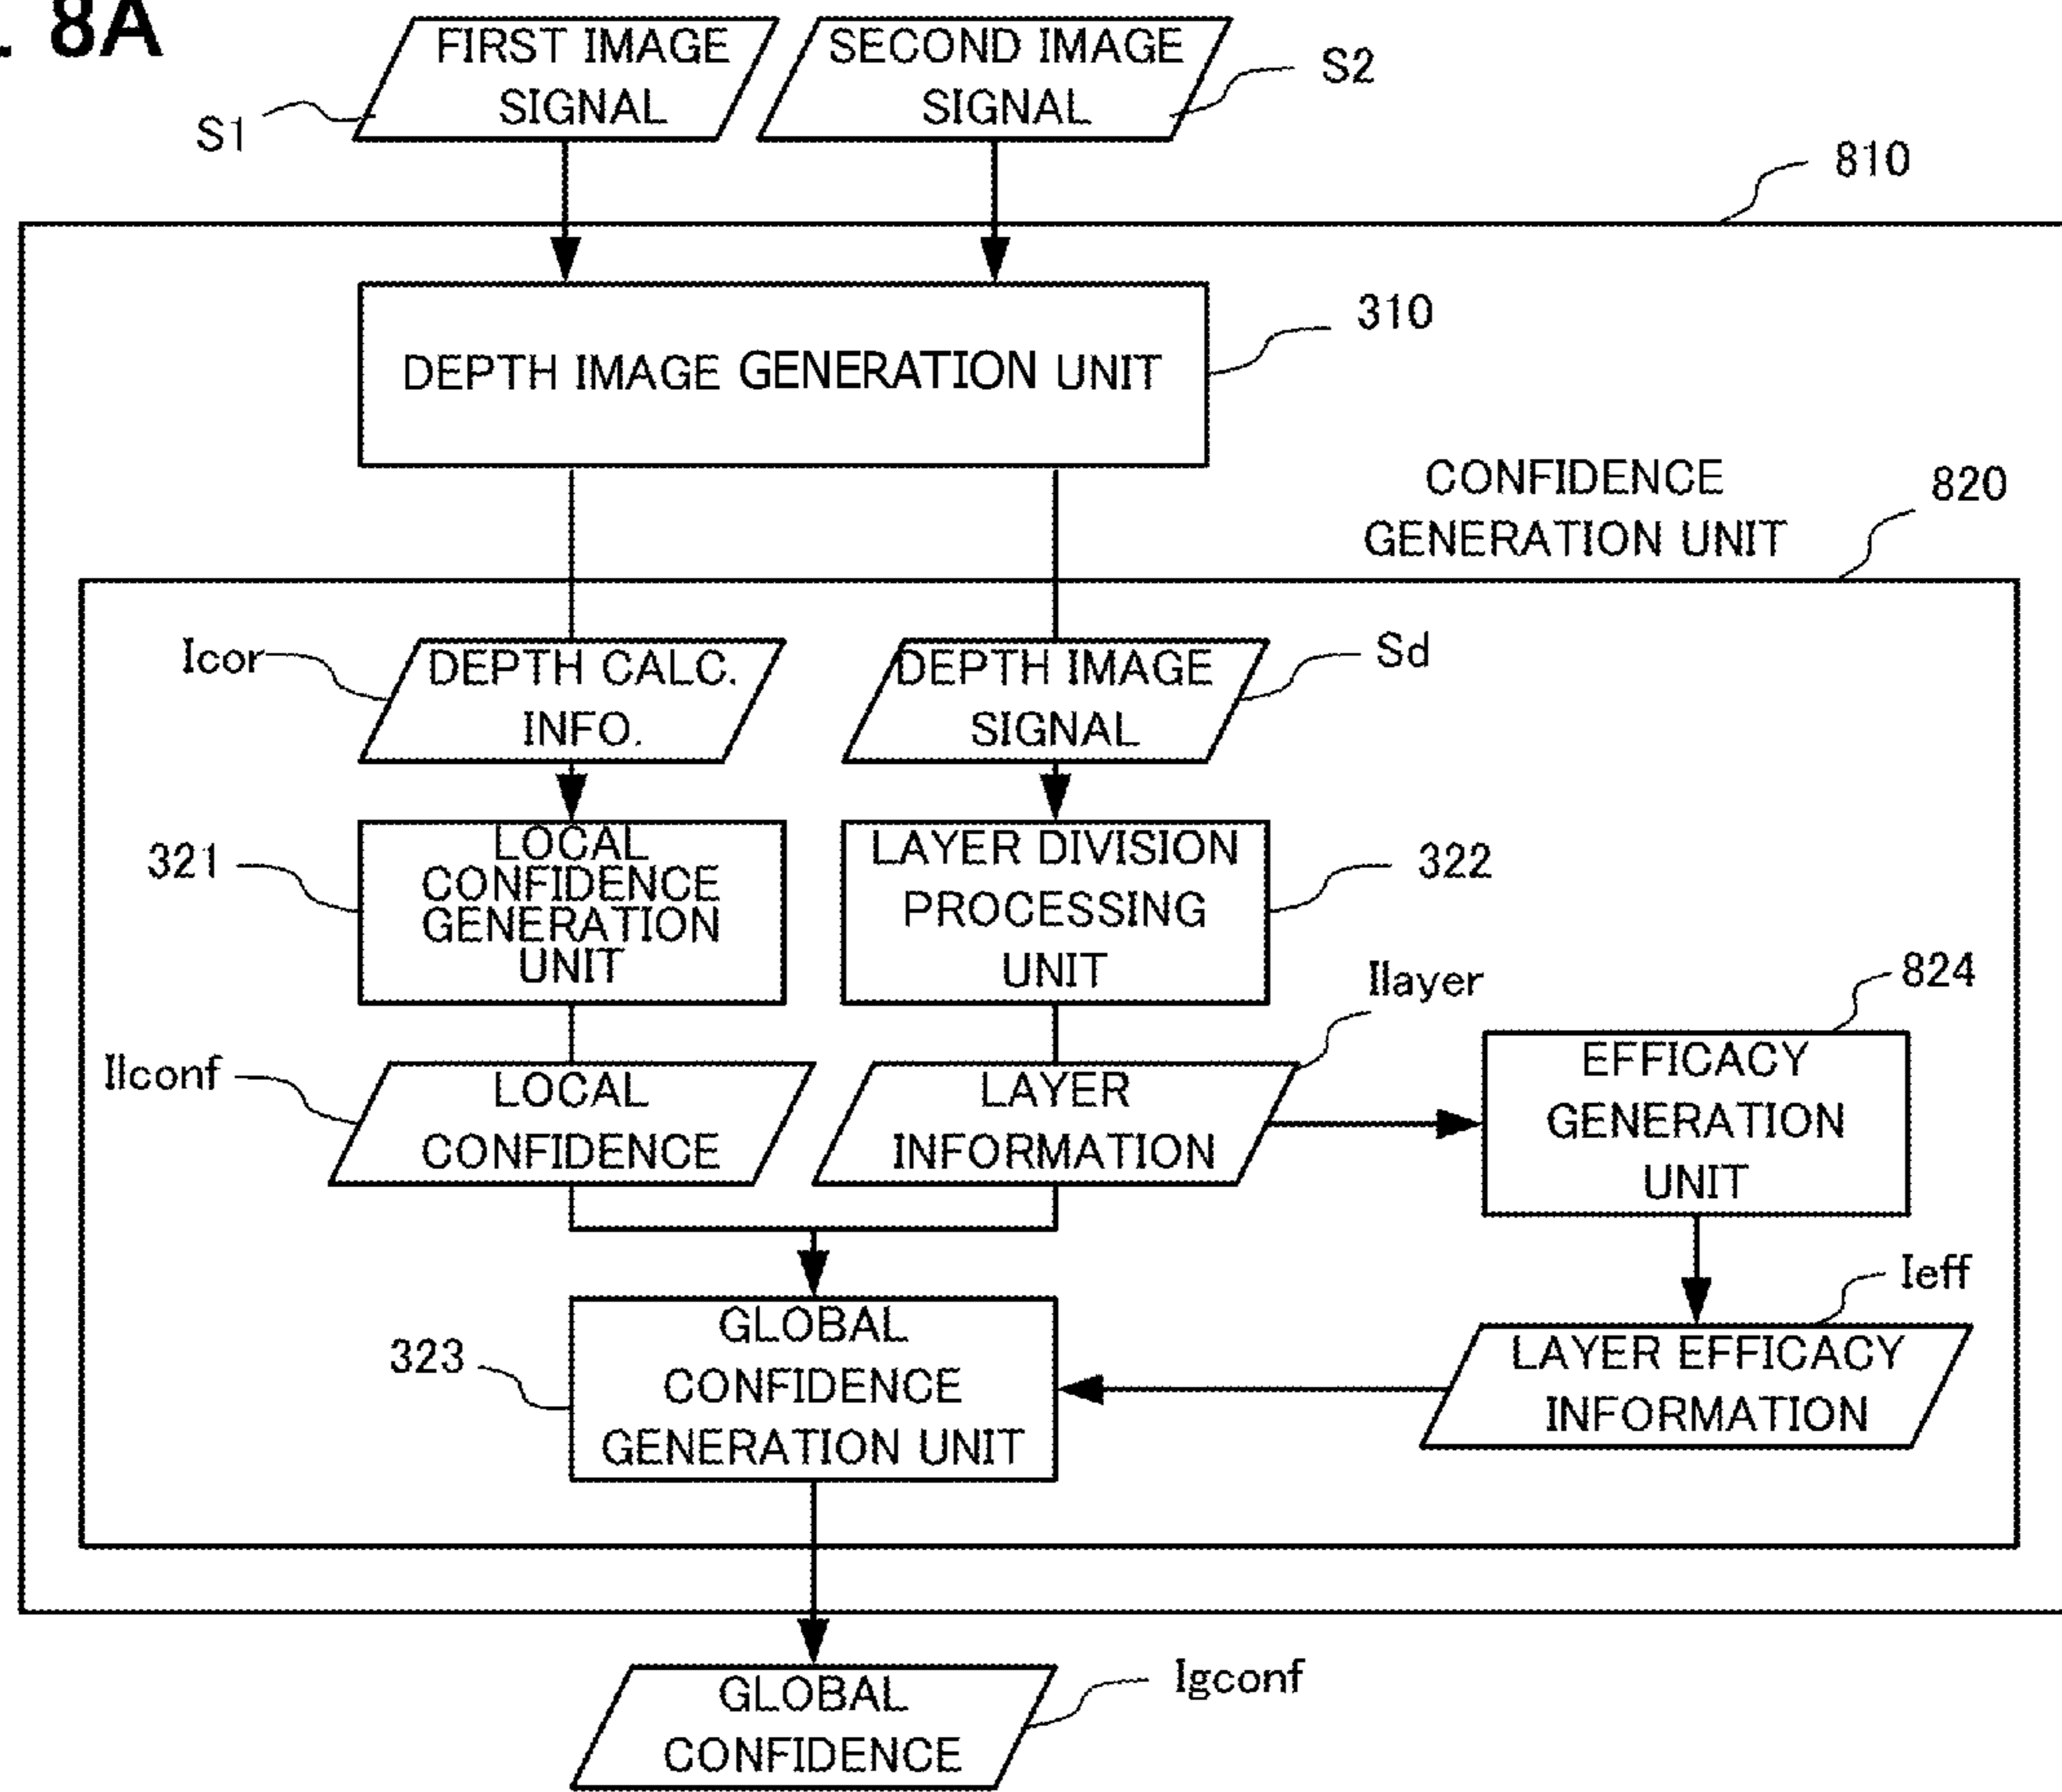 . 8A
FIRST IMAGE
SIGNAL
SECOND IMAGE
SIGNAL
S1
S2
810
DEPTH IMAGE GENERATION UNIT
310
CONFIDENCE
GENERATION UNIT
820
Icor
DEPTH CALC.
INFO.
DEPTH IMAGE
SIGNAL
Sd
321
LOCAL
CONFIDENCE
GENERATION
UNIT
LAYER DIVISION
PROCESSING
UNIT
322
Ilayer
824
Ilconf
LOCAL
CONFIDENCE
LAYER
INFORMATION
EFFICACY
GENERATION
UNIT
Ieff
323
GLOBAL
CONFIDENCE
GENERATION UNIT
LAYER EFFICACY
INFORMATION
GLOBAL
CONFIDENCE
Igconf